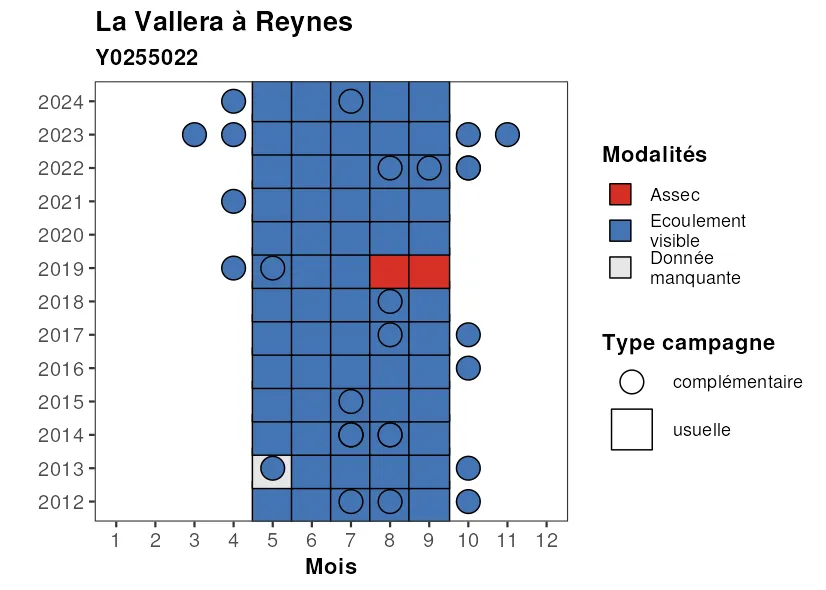 La Vallera à Reynes
Y0255022
2024
2023
2022
2021
2020
2019
2018
2017
2016
2015
2014
2013
2012
1 2 3 4 5 6 7 8 9 10 11 12
Mois
Modalités
Assec
Ecoulement
visible
Donnée
manquante
Type campagne
complémentaire
usuelle